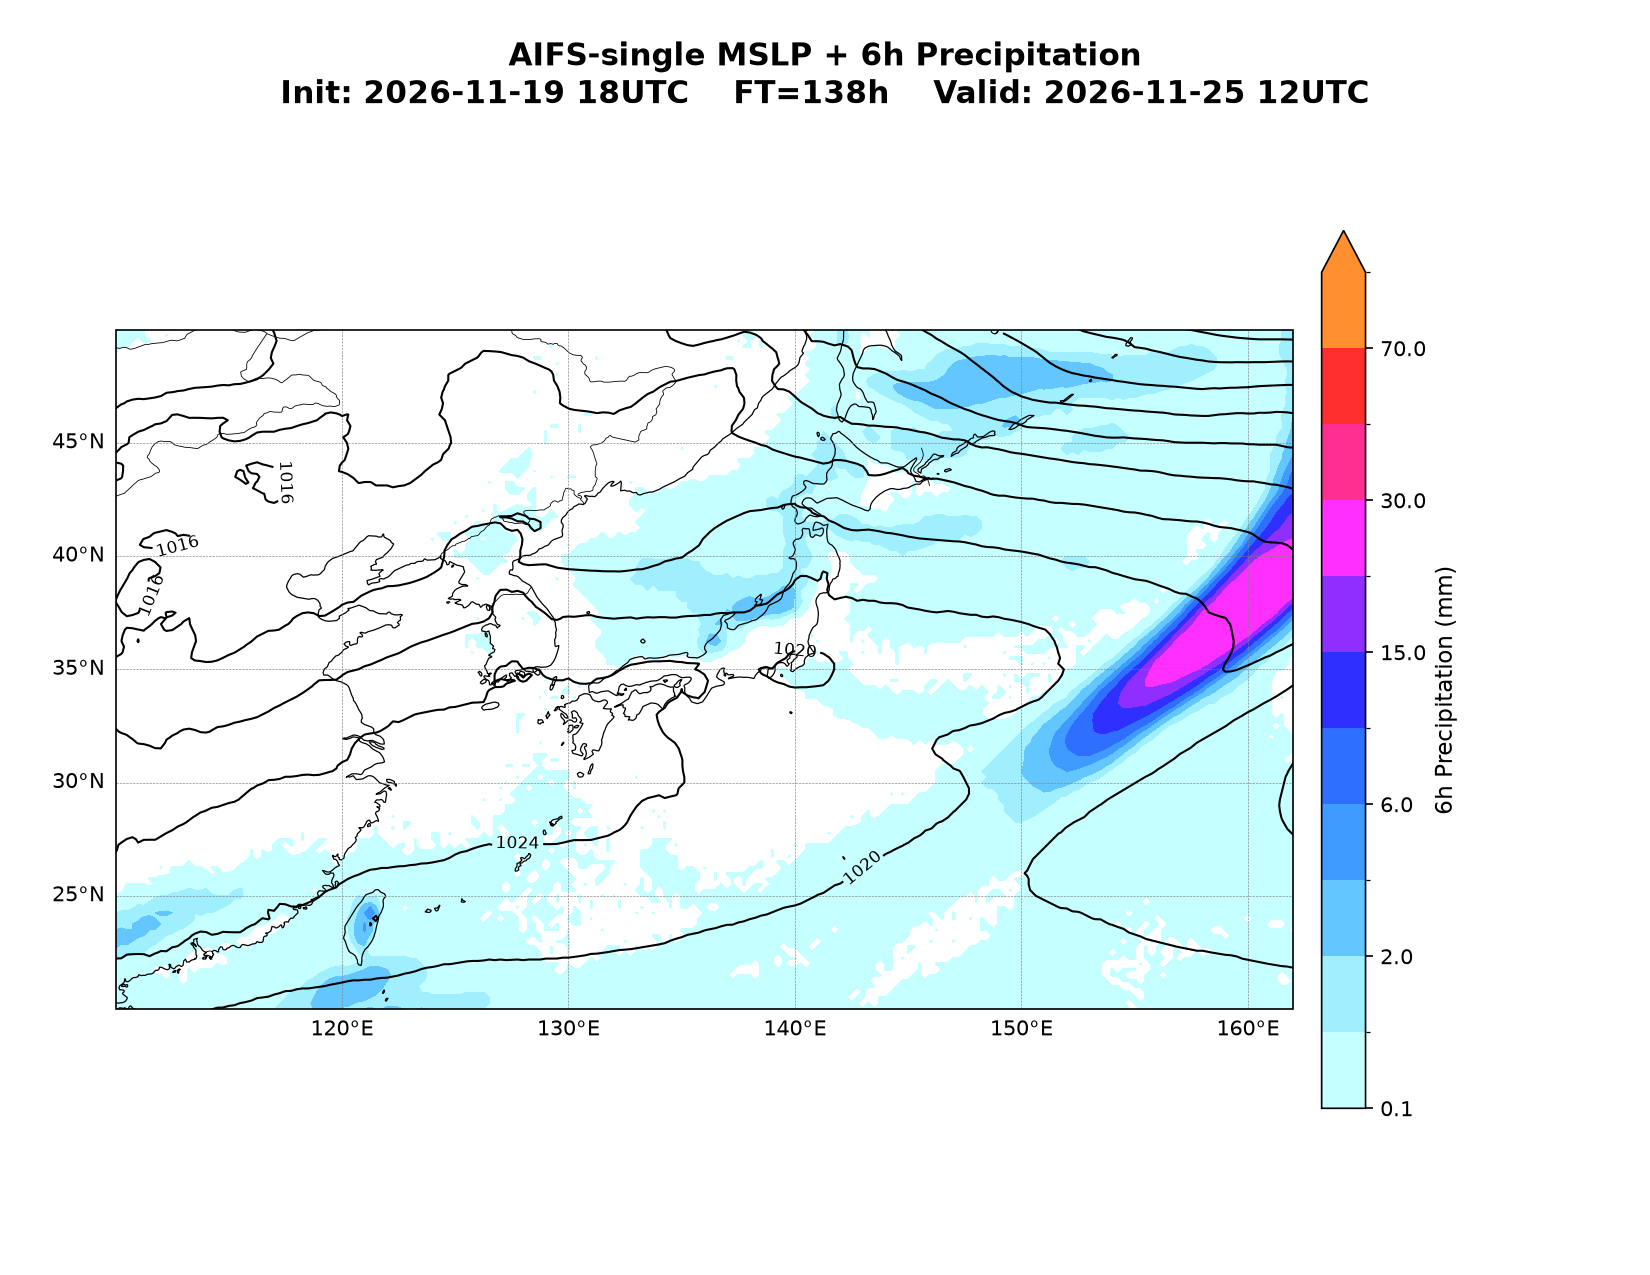 AIFS-single MSLP + 6h Precipitation
Init: 2026-11-19 18UTC    FT=138h    Valid: 2026-11-25 12UTC
45°N
40°N
35°N
30°N
25°N
120°E
130°E
140°E
150°E
160°E
1016
1016
1016
1020
1024
1020
70.0
30.0
15.0
6.0
2.0
0.1
6h Precipitation (mm)